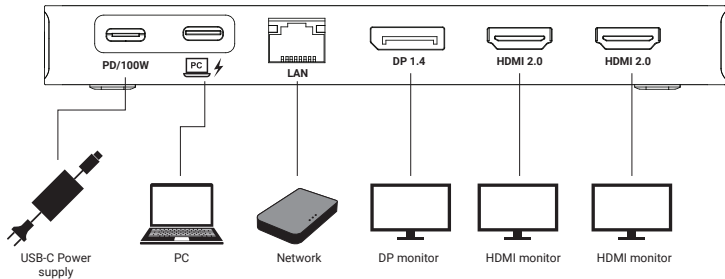 PD/100W
PC
LAN
DP 1.4
HDMI 2.0
HDMI 2.0
USB-C Power
supply
PC
Network
DP monitor
HDMI monitor
HDMI monitor